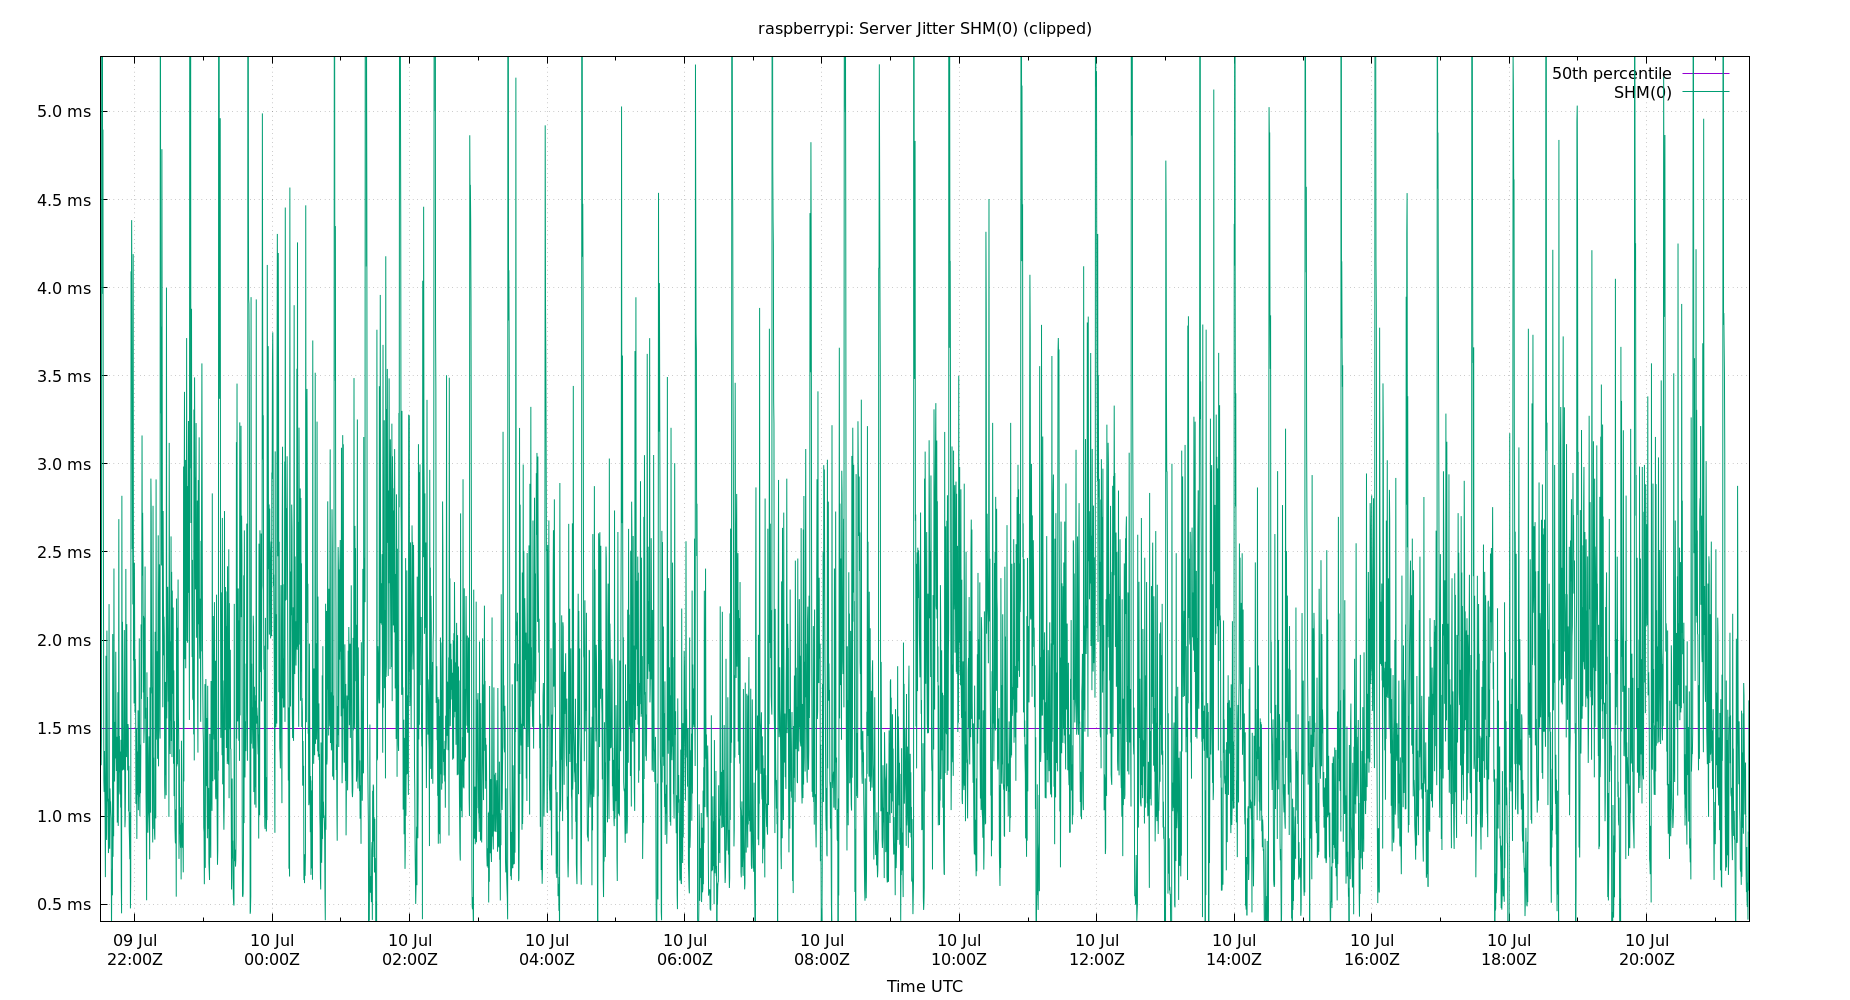 raspberrypi: Server Jitter SHM(0) (clipped)
50th percentile
SHM(0)
5.0 ms
4.5 ms
4.0 ms
3.5 ms
3.0 ms
2.5 ms
2.0 ms
1.5 ms
1.0 ms
0.5 ms
09 Jul 10 Jul 10 Jul 10 Jul 10 Jul 10 Jul 10 Jul 10 Jul 10 Jul 10 Jul 10 Jul 10 Jul
22:00Z 00:00Z 02:00Z 04:00Z 06:00Z 08:00Z 10:00Z 12:00Z 14:00Z 16:00Z 18:00Z 20:00Z
Time UTC